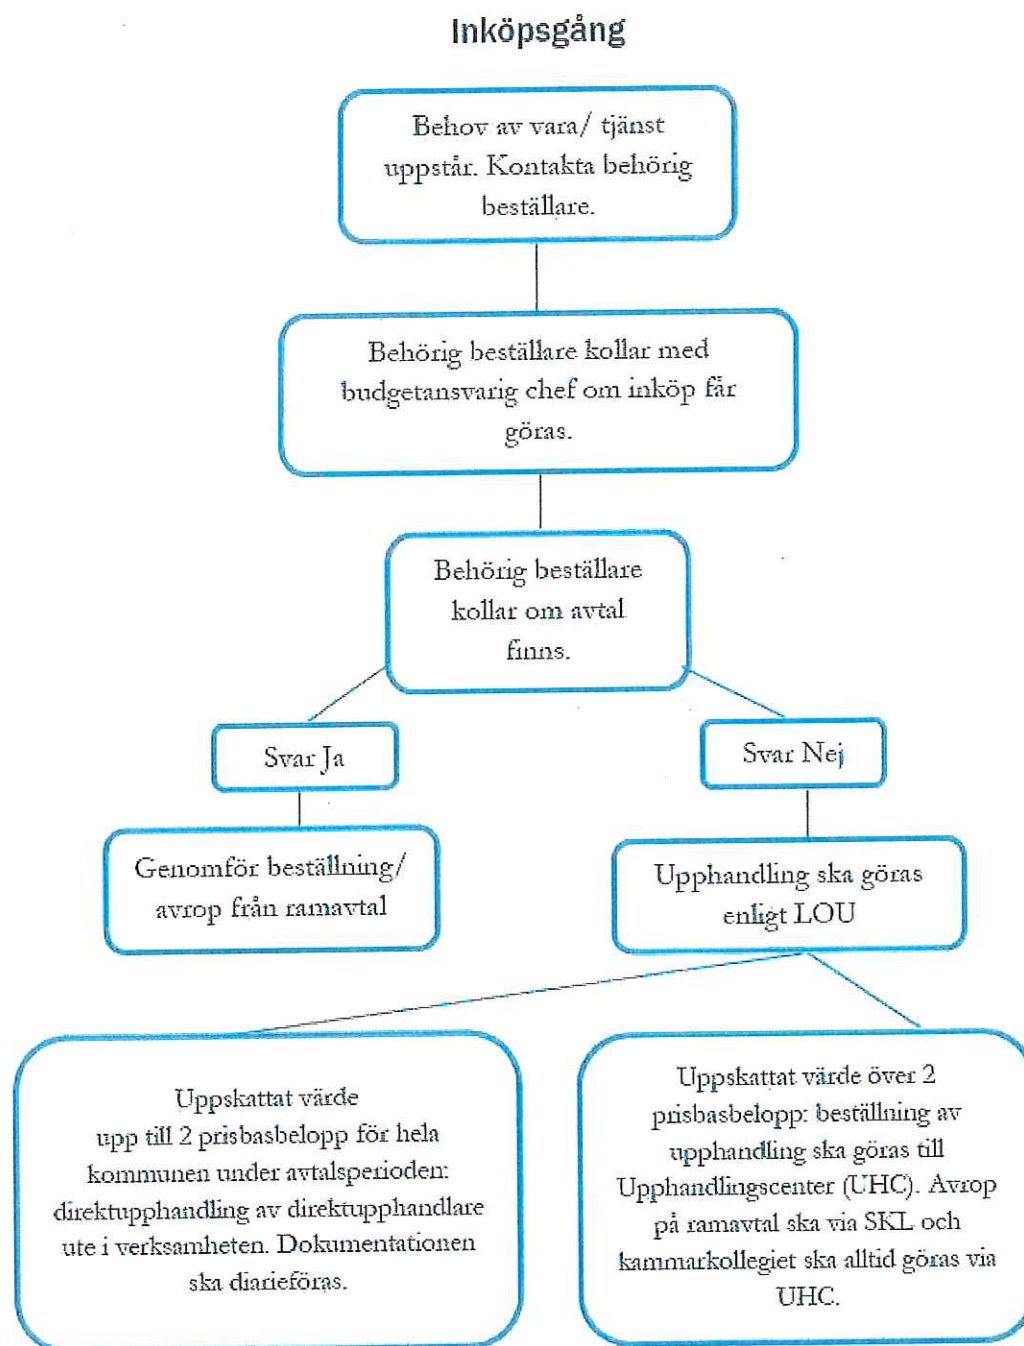 Inköpsgång
Behov av vara/ tjänst
uppstår. Kontakta behörig
beställare.
Behörig beställare kollar med
budgetansvarig chef om inköp får
göras.
Behörig beställare
kollar om avtal
finns.
Svar Ja
Svar Nej
Genomför beställning/
avrop från ramavtal
Upphandling ska göras
enligt LOU
Uppskattat värde
upp till 2 prisbasbelopp för hela
kommunen under avtalsperioden:
direktupphandling av direktupphandlare
ute i verksamheten. Dokumentationen
ska diarieföras.
Uppskattat värde över 2
prisbasbelopp: beställning av
upphandling ska göras till
Upphandlingscenter (UHC). Avrop
på ramavtal ska via SKL och
kammarkollegiet ska alltid göras via
UHC.